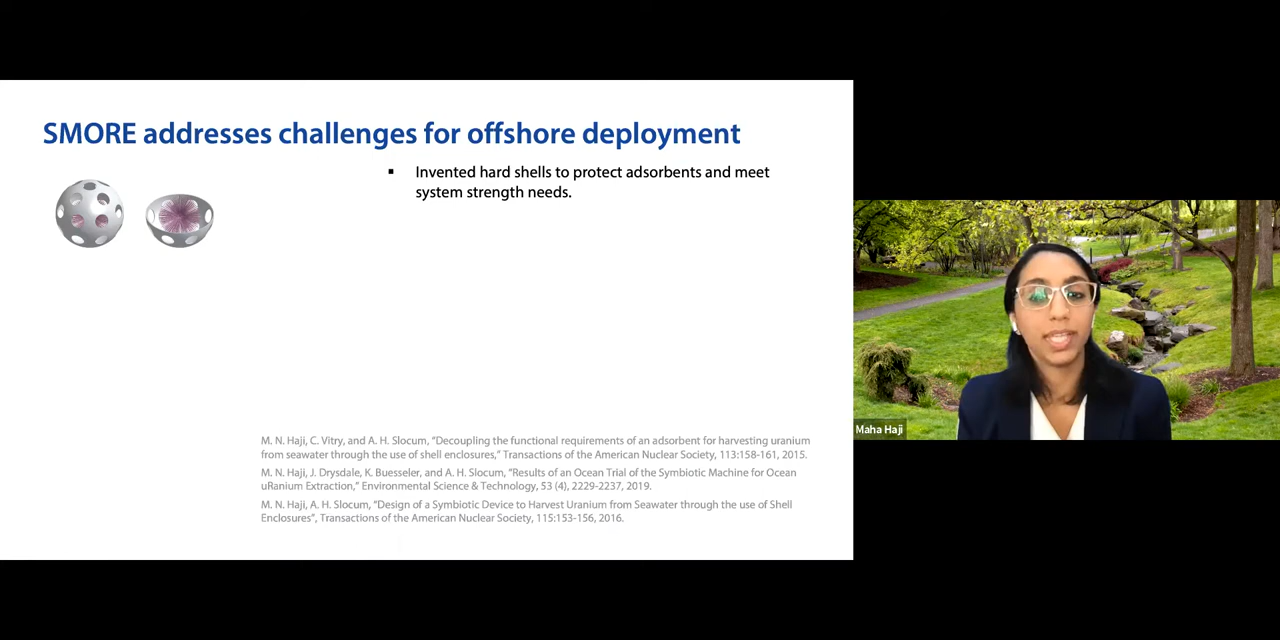 SMORE addresses challenges for offshore deployment
▪ Invented hard shells to protect adsorbents and meet
system strength needs.
M. N. Haji, C. Vitry, and A. H. Slocum, “Decoupling the functional requirements of an adsorbent for harvesting uranium
from seawater through the use of shell enclosures,” Transactions of the American Nuclear Society, 113:158-161, 2015.
M. N. Haji, J. Drysdale, K. Buesseler, and A. H. Slocum, “Results of an Ocean Trial of the Symbiotic Machine for Ocean
uRanium Extraction,” Environmental Science & Technology, 53 (4), 2229-2237, 2019.
M. N. Haji, A. H. Slocum, “Design of a Symbiotic Device to Harvest Uranium from Seawater through the use of Shell
Enclosures”, Transactions of the American Nuclear Society, 115:153-156, 2016.
Maha Haji